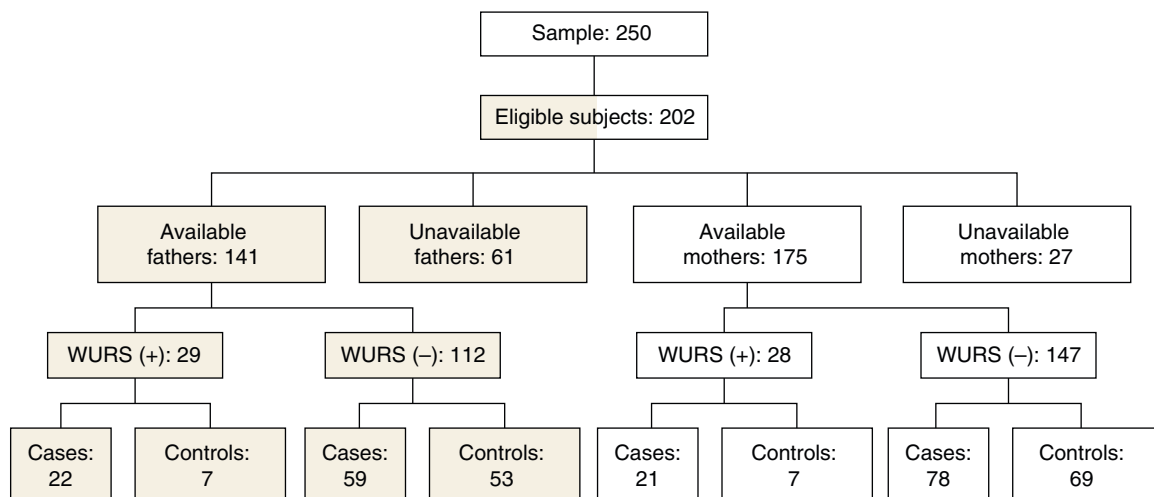 Sample: 250
Eligible subjects: 202
Available
fathers: 141
Unavailable
fathers: 61
Available
mothers: 175
Unavailable
mothers: 27
WURS (+): 29
WURS (–): 112
WURS (+): 28
WURS (–): 147
Cases:
22
Controls:
7
Cases:
59
Controls:
53
Cases:
21
Controls:
7
Cases:
78
Controls:
69